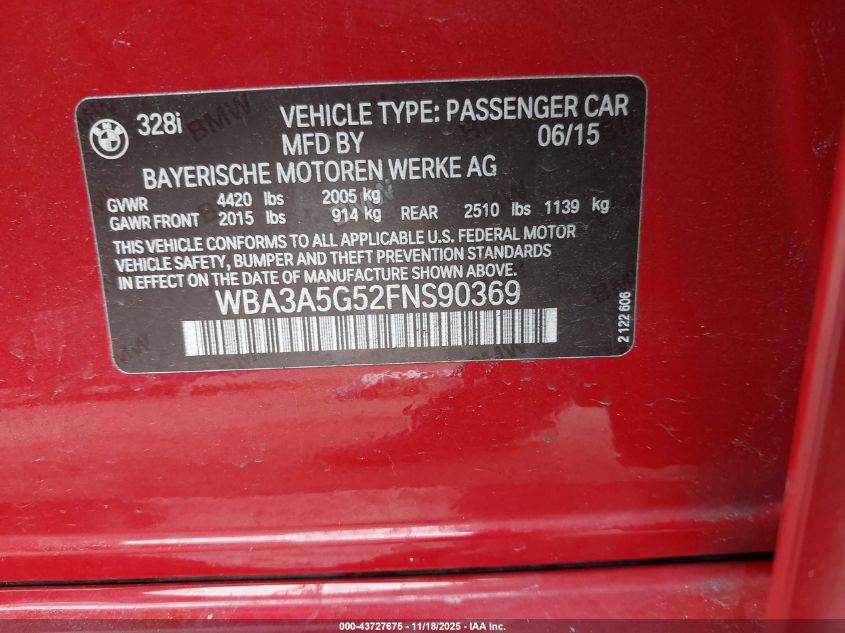 BMW
328i
VEHICLE TYPE: PASSENGER CAR
MFD BY 06/15
BAYERISCHE MOTOREN WERKE AG
GVWR 4420 lbs 2005 kg
GAWR FRONT 2015 lbs 914 kg REAR 2510 lbs 1139 kg
THIS VEHICLE CONFORMS TO ALL APPLICABLE U.S. FEDERAL MOTOR
VEHICLE SAFETY, BUMPER AND THEFT PREVENTION STANDARDS
IN EFFECT ON THE DATE OF MANUFACTURE SHOWN ABOVE.
WBA3A5G52FNS90369
2 122 606
000-43727675 - 11/18/2025 - IAA Inc.